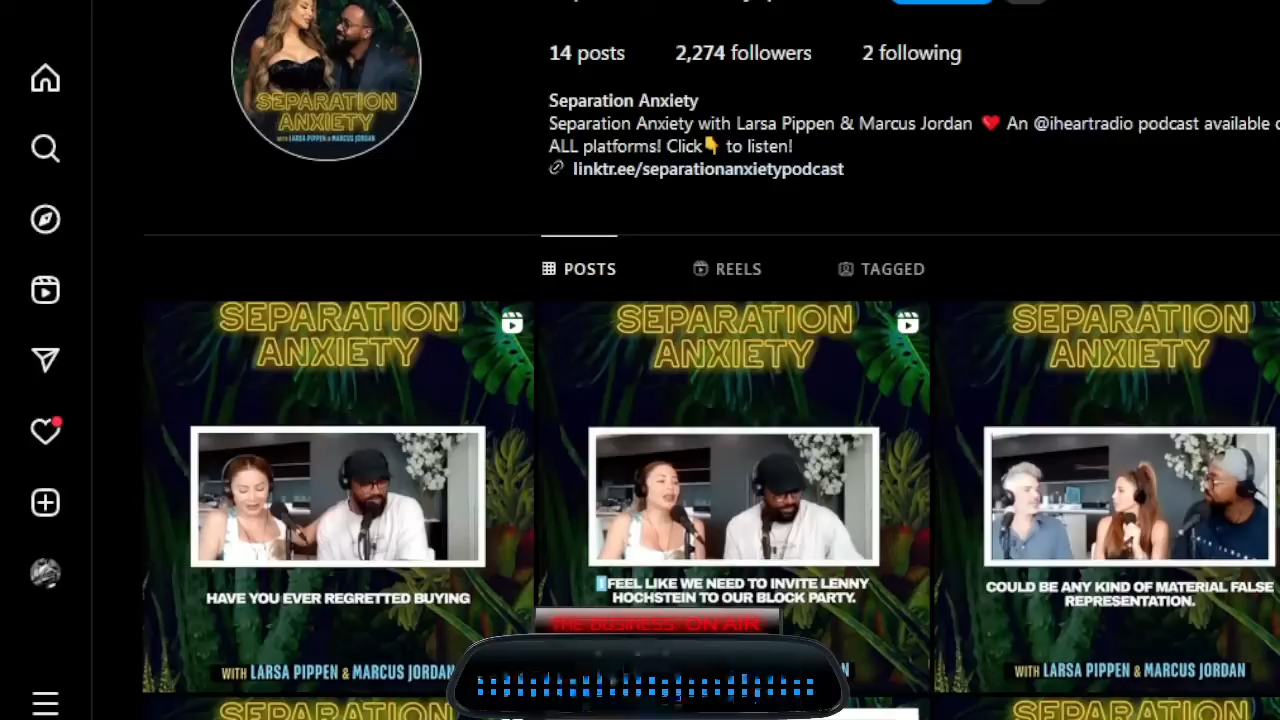 14 posts 2,274 followers 2 following
SEPARATION
ANXIETY
WITH LARSA PIPPEN & MARCUS JORDAN
Separation Anxiety
Separation Anxiety with Larsa Pippen & Marcus Jordan ❤️ An @iheartradio podcast available
ALL platforms! Click👇 to listen!
linktr.ee/separationanxietypodcast
POSTS REELS TAGGED
SEPARATION
ANXIETY
HAVE YOU EVER REGRETTED BUYING
WITH LARSA PIPPEN & MARCUS JORDAN
SEPARATION
ANXIETY
I FEEL LIKE WE NEED TO INVITE LENNY
HOCHSTEIN TO OUR BLOCK PARTY.
SEPARATION
ANXIETY
COULD BE ANY KIND OF MATERIAL FALSE
REPRESENTATION.
WITH LARSA PIPPEN & MARCUS JORDAN
THE BUSINESS: ON AIR
SEPARATION
SEPARATION